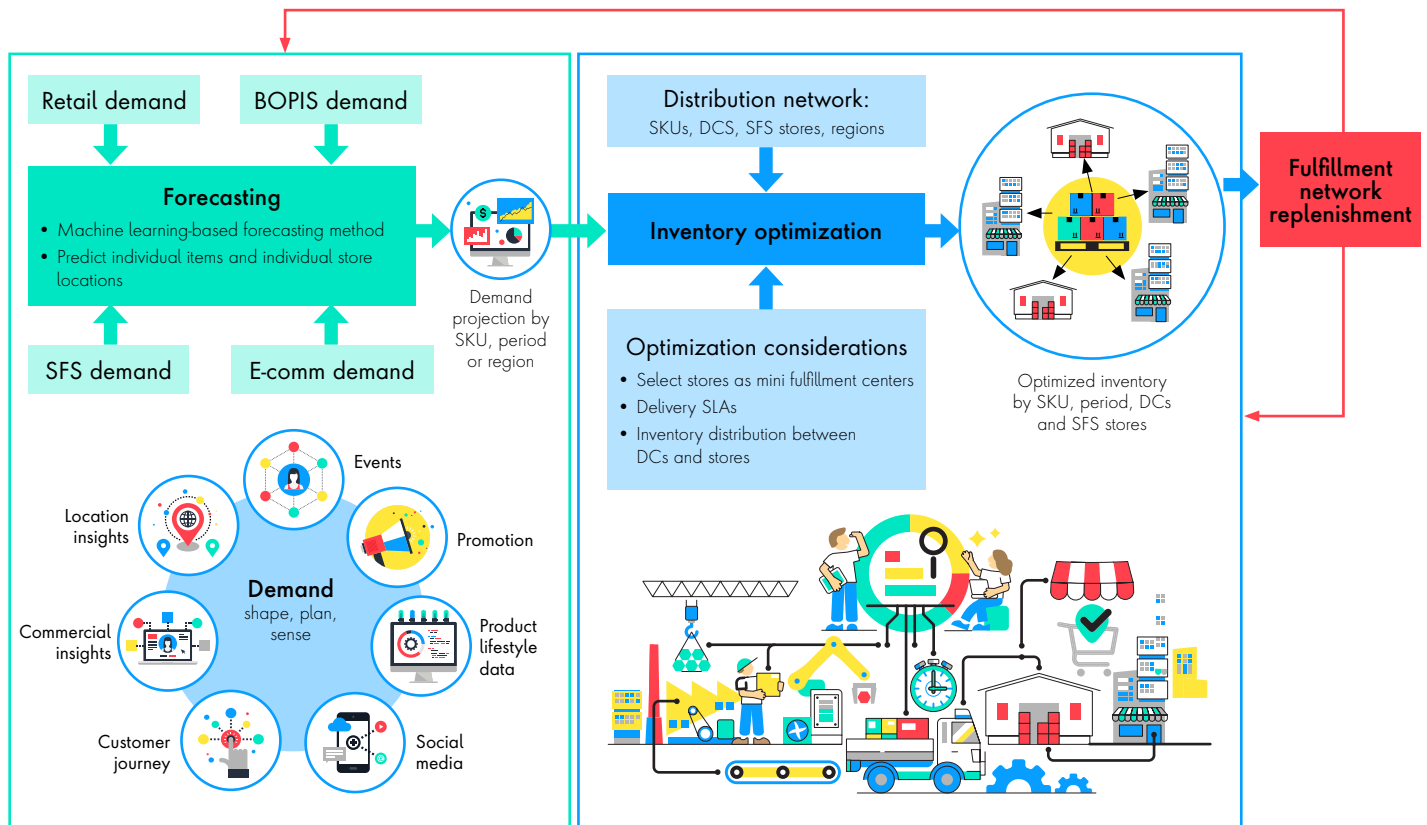 Retail demand
BOPIS demand
Forecasting
• Machine learning-based forecasting method
• Predict individual items and individual store
locations
SFS demand
E-comm demand
Demand
projection by
SKU, period
or region
Distribution network:
SKUs, DCS, SFS stores, regions
Inventory optimization
Optimization considerations
• Select stores as mini fulfillment centers
• Delivery SLAs
• Inventory distribution between
DCs and stores
Optimized inventory
by SKU, period, DCs
and SFS stores
Fulfillment
network
replenishment
Events
Location
insights
Promotion
Demand
shape, plan,
sense
Commercial
insights
Product
lifestyle
data
Customer
journey
Social
media